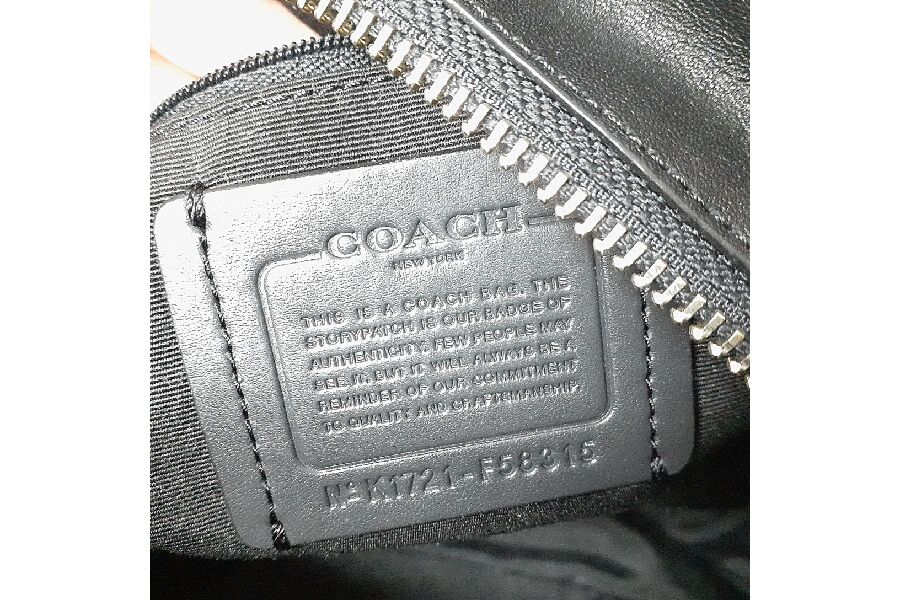 COACH
NEW YORK
THIS IS A COACH BAG. THIS
STORYPATCH IS OUR BADGE OF
AUTHENTICITY. FEW PEOPLE MAY
SEE IT, BUT IT WILL ALWAYS BE A
REMINDER OF OUR COMMITMENT
TO QUALITY AND CRAFTSMANSHIP.
Nº K1721-F58315